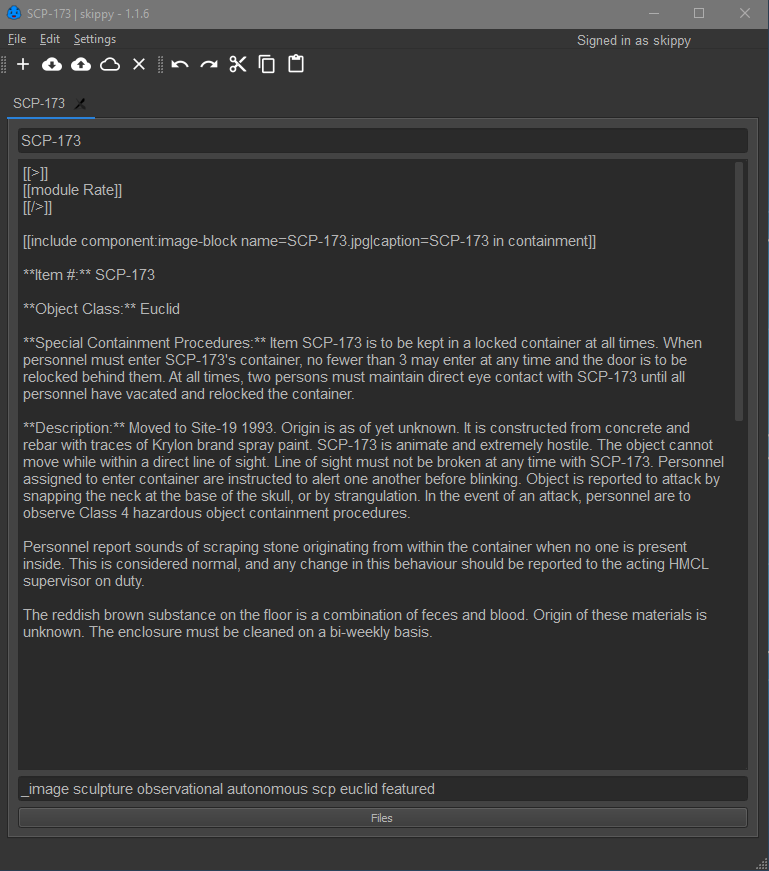 SCP-173 | skippy - 1.1.6
File Edit Settings
Signed in as skippy
SCP-173
SCP-173
[[>]]
[[module Rate]]
[[/>]]
[[include component:image-block name=SCP-173.jpg|caption=SCP-173 in containment]]
**Item #:** SCP-173
**Object Class:** Euclid
**Special Containment Procedures:** Item SCP-173 is to be kept in a locked container at all times. When
personnel must enter SCP-173's container, no fewer than 3 may enter at any time and the door is to be
relocked behind them. At all times, two persons must maintain direct eye contact with SCP-173 until all
personnel have vacated and relocked the container.
**Description:** Moved to Site-19 1993. Origin is as of yet unknown. It is constructed from concrete and
rebar with traces of Krylon brand spray paint. SCP-173 is animate and extremely hostile. The object cannot
move while within a direct line of sight. Line of sight must not be broken at any time with SCP-173. Personnel
assigned to enter container are instructed to alert one another before blinking. Object is reported to attack by
snapping the neck at the base of the skull, or by strangulation. In the event of an attack, personnel are to
observe Class 4 hazardous object containment procedures.
Personnel report sounds of scraping stone originating from within the container when no one is present
inside. This is considered normal, and any change in this behaviour should be reported to the acting HMCL
supervisor on duty.
The reddish brown substance on the floor is a combination of feces and blood. Origin of these materials is
unknown. The enclosure must be cleaned on a bi-weekly basis.
_image sculpture observational autonomous scp euclid featured
Files